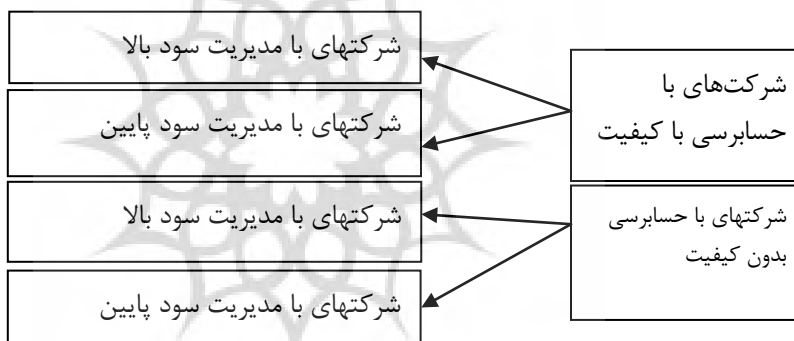 شرکت‌های با
حسابرسی با کیفیت
شرکتهای با مدیریت سود بالا
شرکتهای با مدیریت سود پایین
شرکتهای با حسابرسی
بدون کیفیت
شرکتهای با مدیریت سود بالا
شرکتهای با مدیریت سود پایین